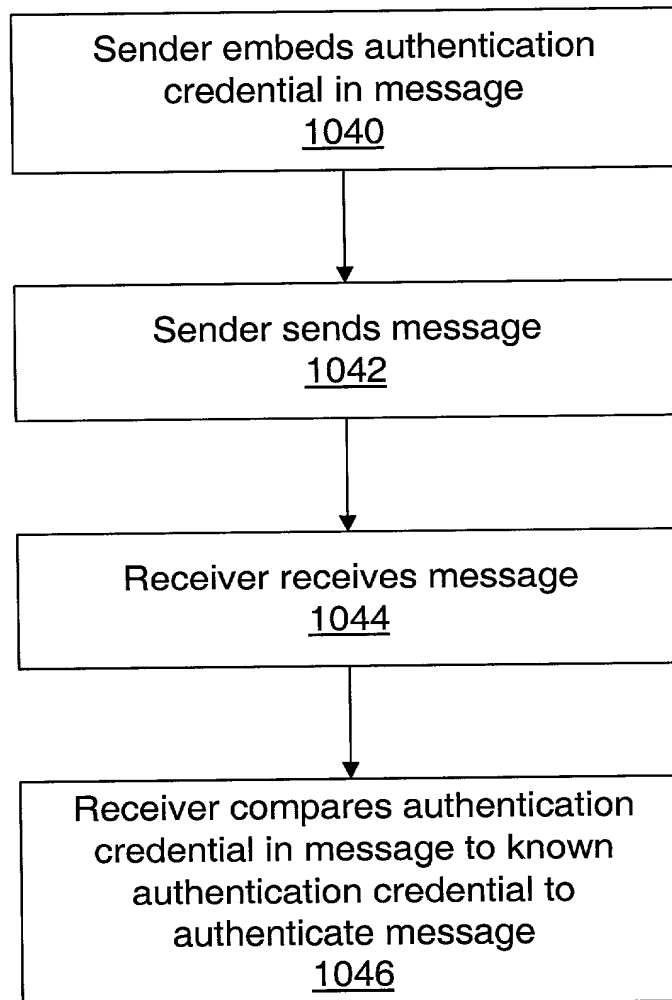 Sender embeds authentication
credential in message
1040
Sender sends message
1042
Receiver receives message
1044
Receiver compares authentication
credential in message to known
authentication credential to
authenticate message
1046